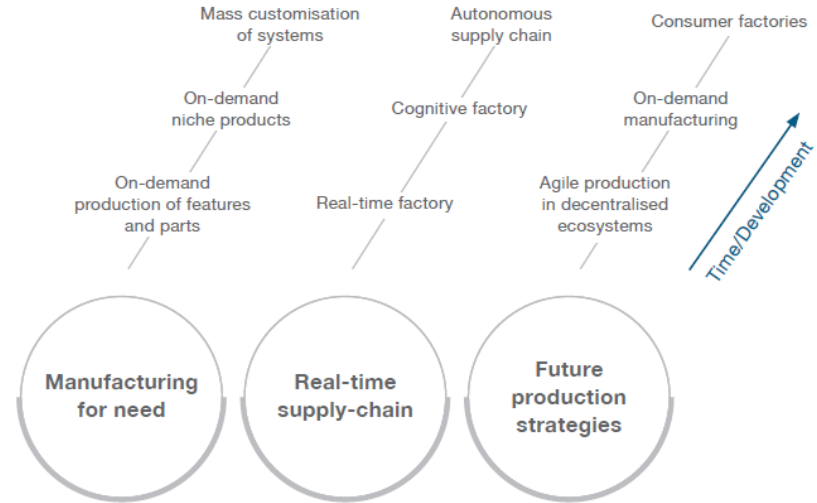 Mass customisation
of systems
Autonomous
supply chain
Consumer factories
On-demand
niche products
Cognitive factory
On-demand
manufacturing
On-demand
production of features
and parts
Real-time factory
Agile production
in decentralised
ecosystems
Time/Development
Manufacturing
for need
Real-time
supply-chain
Future
production
strategies